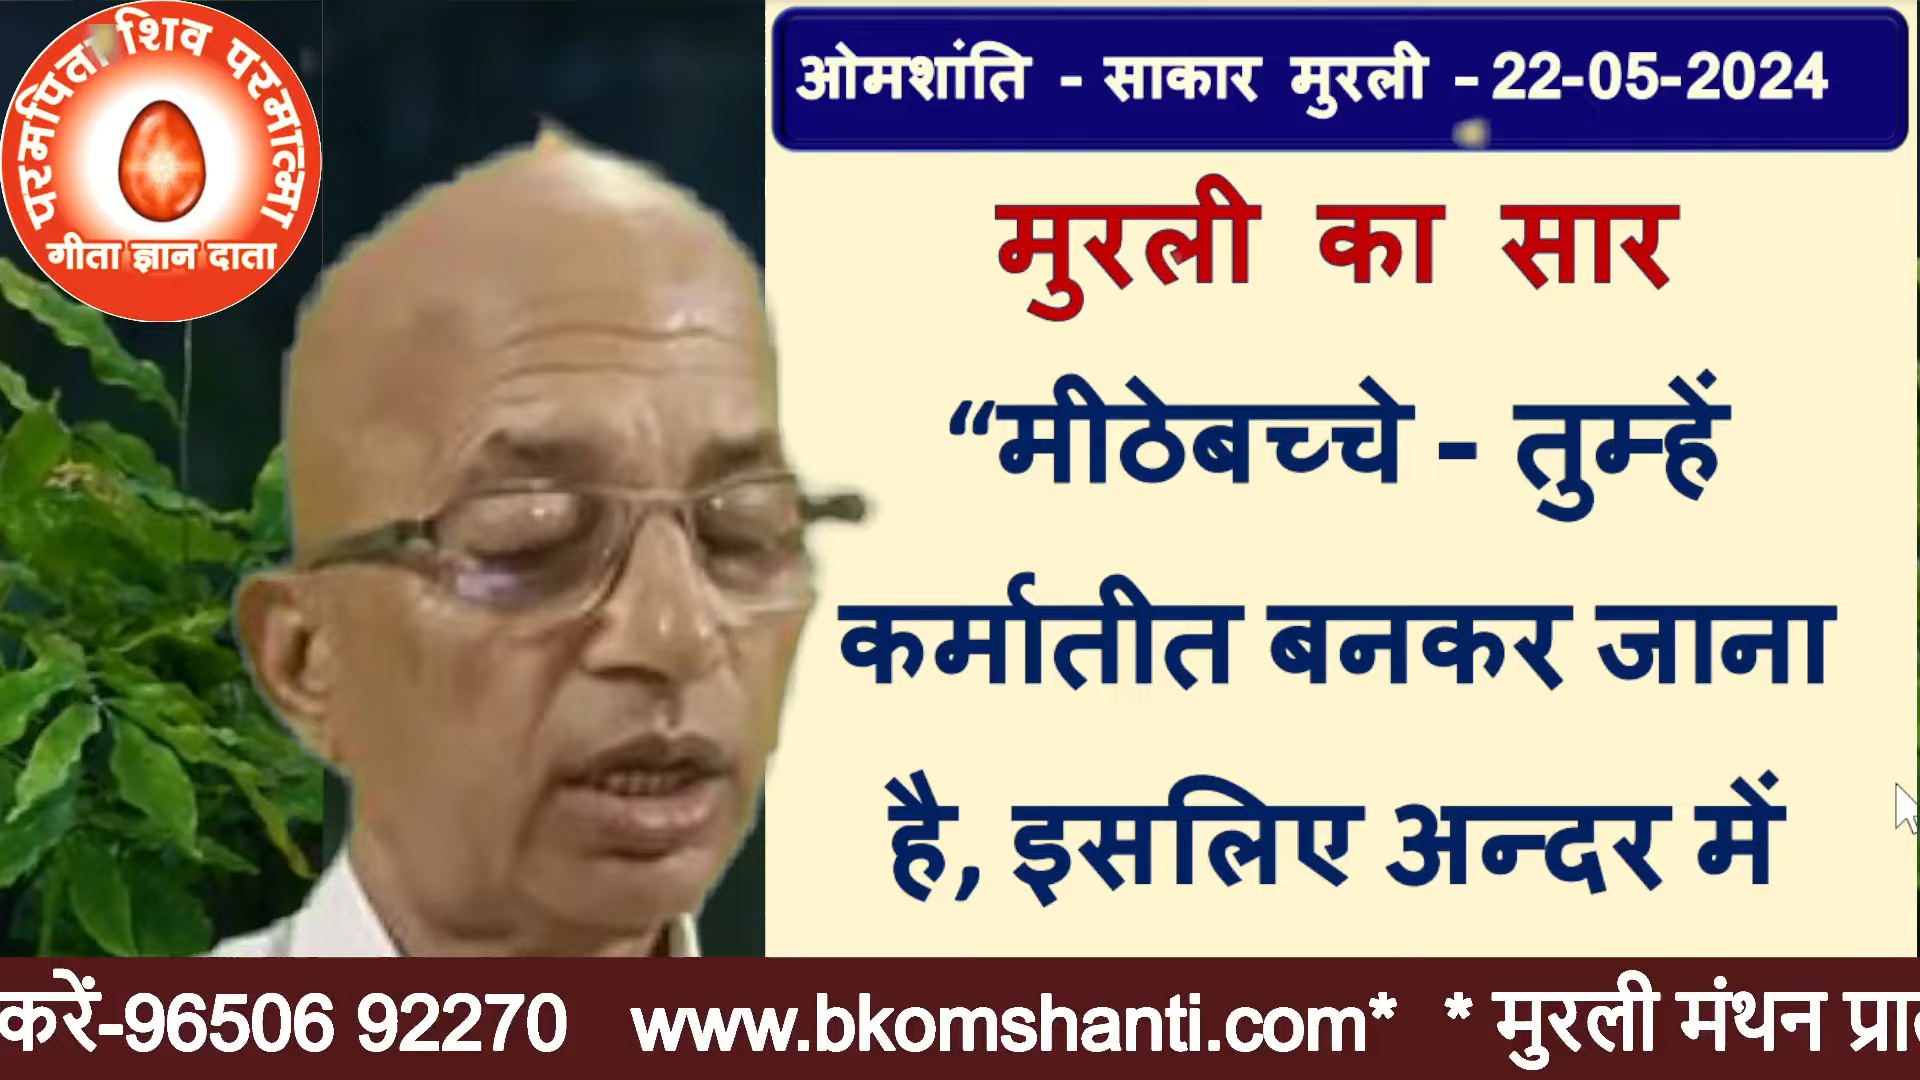 परमपिता शिव परमात्मा
गीता ज्ञान दाता
ओमशांति - साकार मुरली -22-05-2024
मुरली का सार
“मीठेबच्चे - तुम्हें
कर्मातीत बनकर जाना
है, इसलिए अन्दर में
करें-96506 92270 www.bkomshanti.com* * मुरली मंथन